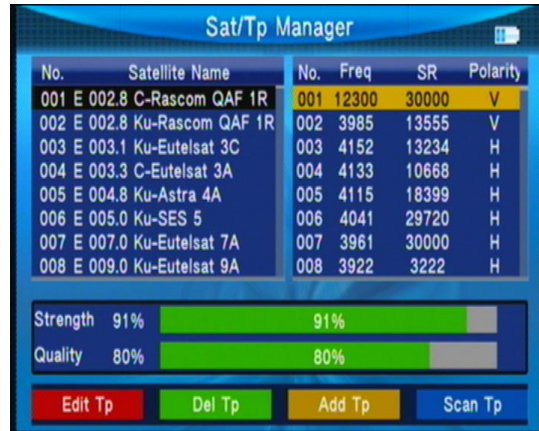 Sat/Tp Manager
No. Satellite Name
001 E 002.8 C-Rascom QAF 1R
002 E 002.8 Ku-Rascom QAF 1R
003 E 003.1 Ku-Eutelsat 3C
004 E 003.3 C-Eutelsat 3A
005 E 004.8 Ku-Astra 4A
006 E 005.0 Ku-SES 5
007 E 007.0 Ku-Eutelsat 7A
008 E 009.0 Ku-Eutelsat 9A
No. Freq SR Polarity
001 12300 30000 V
002 3985 13555 V
003 4152 13234 H
004 4133 10668 H
005 4115 18399 H
006 4041 29720 H
007 3961 30000 H
008 3922 3222 H
Strength 91% 91%
Quality 80% 80%
Edit Tp Del Tp Add Tp Scan Tp